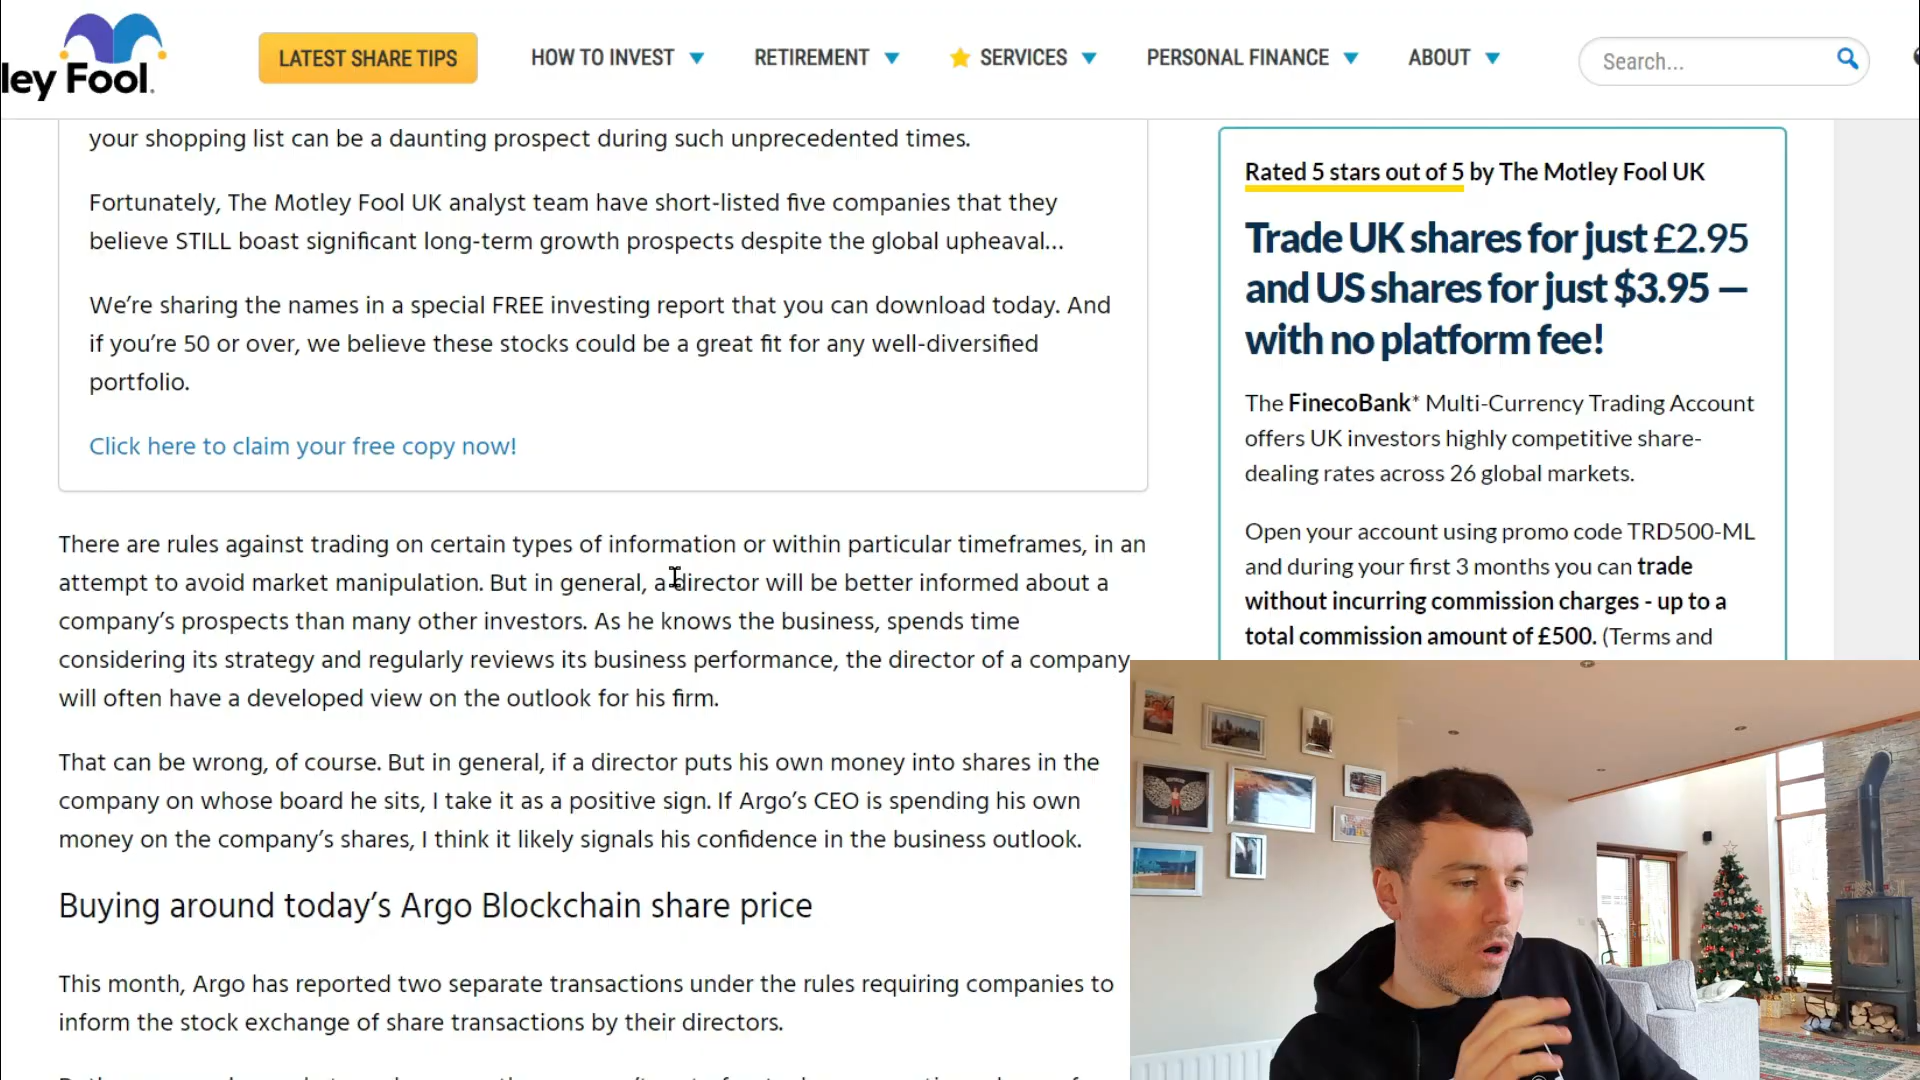 ley Fool.
LATEST SHARE TIPS
HOW TO INVEST
RETIREMENT
SERVICES
PERSONAL FINANCE
ABOUT
Search...
your shopping list can be a daunting prospect during such unprecedented times.
Fortunately, The Motley Fool UK analyst team have short-listed five companies that they
believe STILL boast significant long-term growth prospects despite the global upheaval...
We’re sharing the names in a special FREE investing report that you can download today. And
if you’re 50 or over, we believe these stocks could be a great fit for any well-diversified
portfolio.
Click here to claim your free copy now!
There are rules against trading on certain types of information or within particular timeframes, in an
attempt to avoid market manipulation. But in general, a director will be better informed about a
company’s prospects than many other investors. As he knows the business, spends time
considering its strategy and regularly reviews its business performance, the director of a company
will often have a developed view on the outlook for his firm.
That can be wrong, of course. But in general, if a director puts his own money into shares in the
company on whose board he sits, I take it as a positive sign. If Argo’s CEO is spending his own
money on the company’s shares, I think it likely signals his confidence in the business outlook.
Buying around today’s Argo Blockchain share price
This month, Argo has reported two separate transactions under the rules requiring companies to
inform the stock exchange of share transactions by their directors.
Rated 5 stars out of 5 by The Motley Fool UK
Trade UK shares for just £2.95
and US shares for just $3.95 —
with no platform fee!
The FinecoBank* Multi-Currency Trading Account
offers UK investors highly competitive share-
dealing rates across 26 global markets.
Open your account using promo code TRD500-ML
and during your first 3 months you can trade
without incurring commission charges - up to a
total commission amount of £500. (Terms and